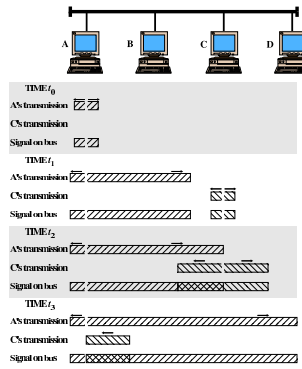 A B C D
TIME t0
A's transmission
C's transmission
Signal on bus
TIME t1
A's transmission
C's transmission
Signal on bus
TIME t2
A's transmission
C's transmission
Signal on bus
TIME t3
A's transmission
C's transmission
Signal on bus